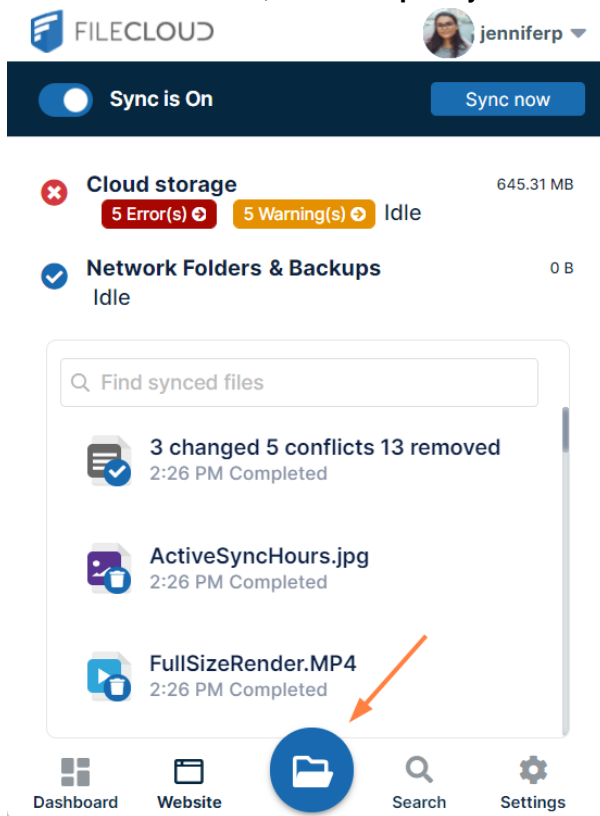 FILECLOUD
jenniferp
Sync is On
Sync now
Cloud storage
645.31 MB
5 Error(s)
5 Warning(s)
Idle
Network Folders & Backups
0 B
Idle
Find synced files
3 changed 5 conflicts 13 removed
2:26 PM Completed
ActiveSyncHours.jpg
2:26 PM Completed
FullSizeRender.MP4
2:26 PM Completed
Dashboard
Website
Search
Settings